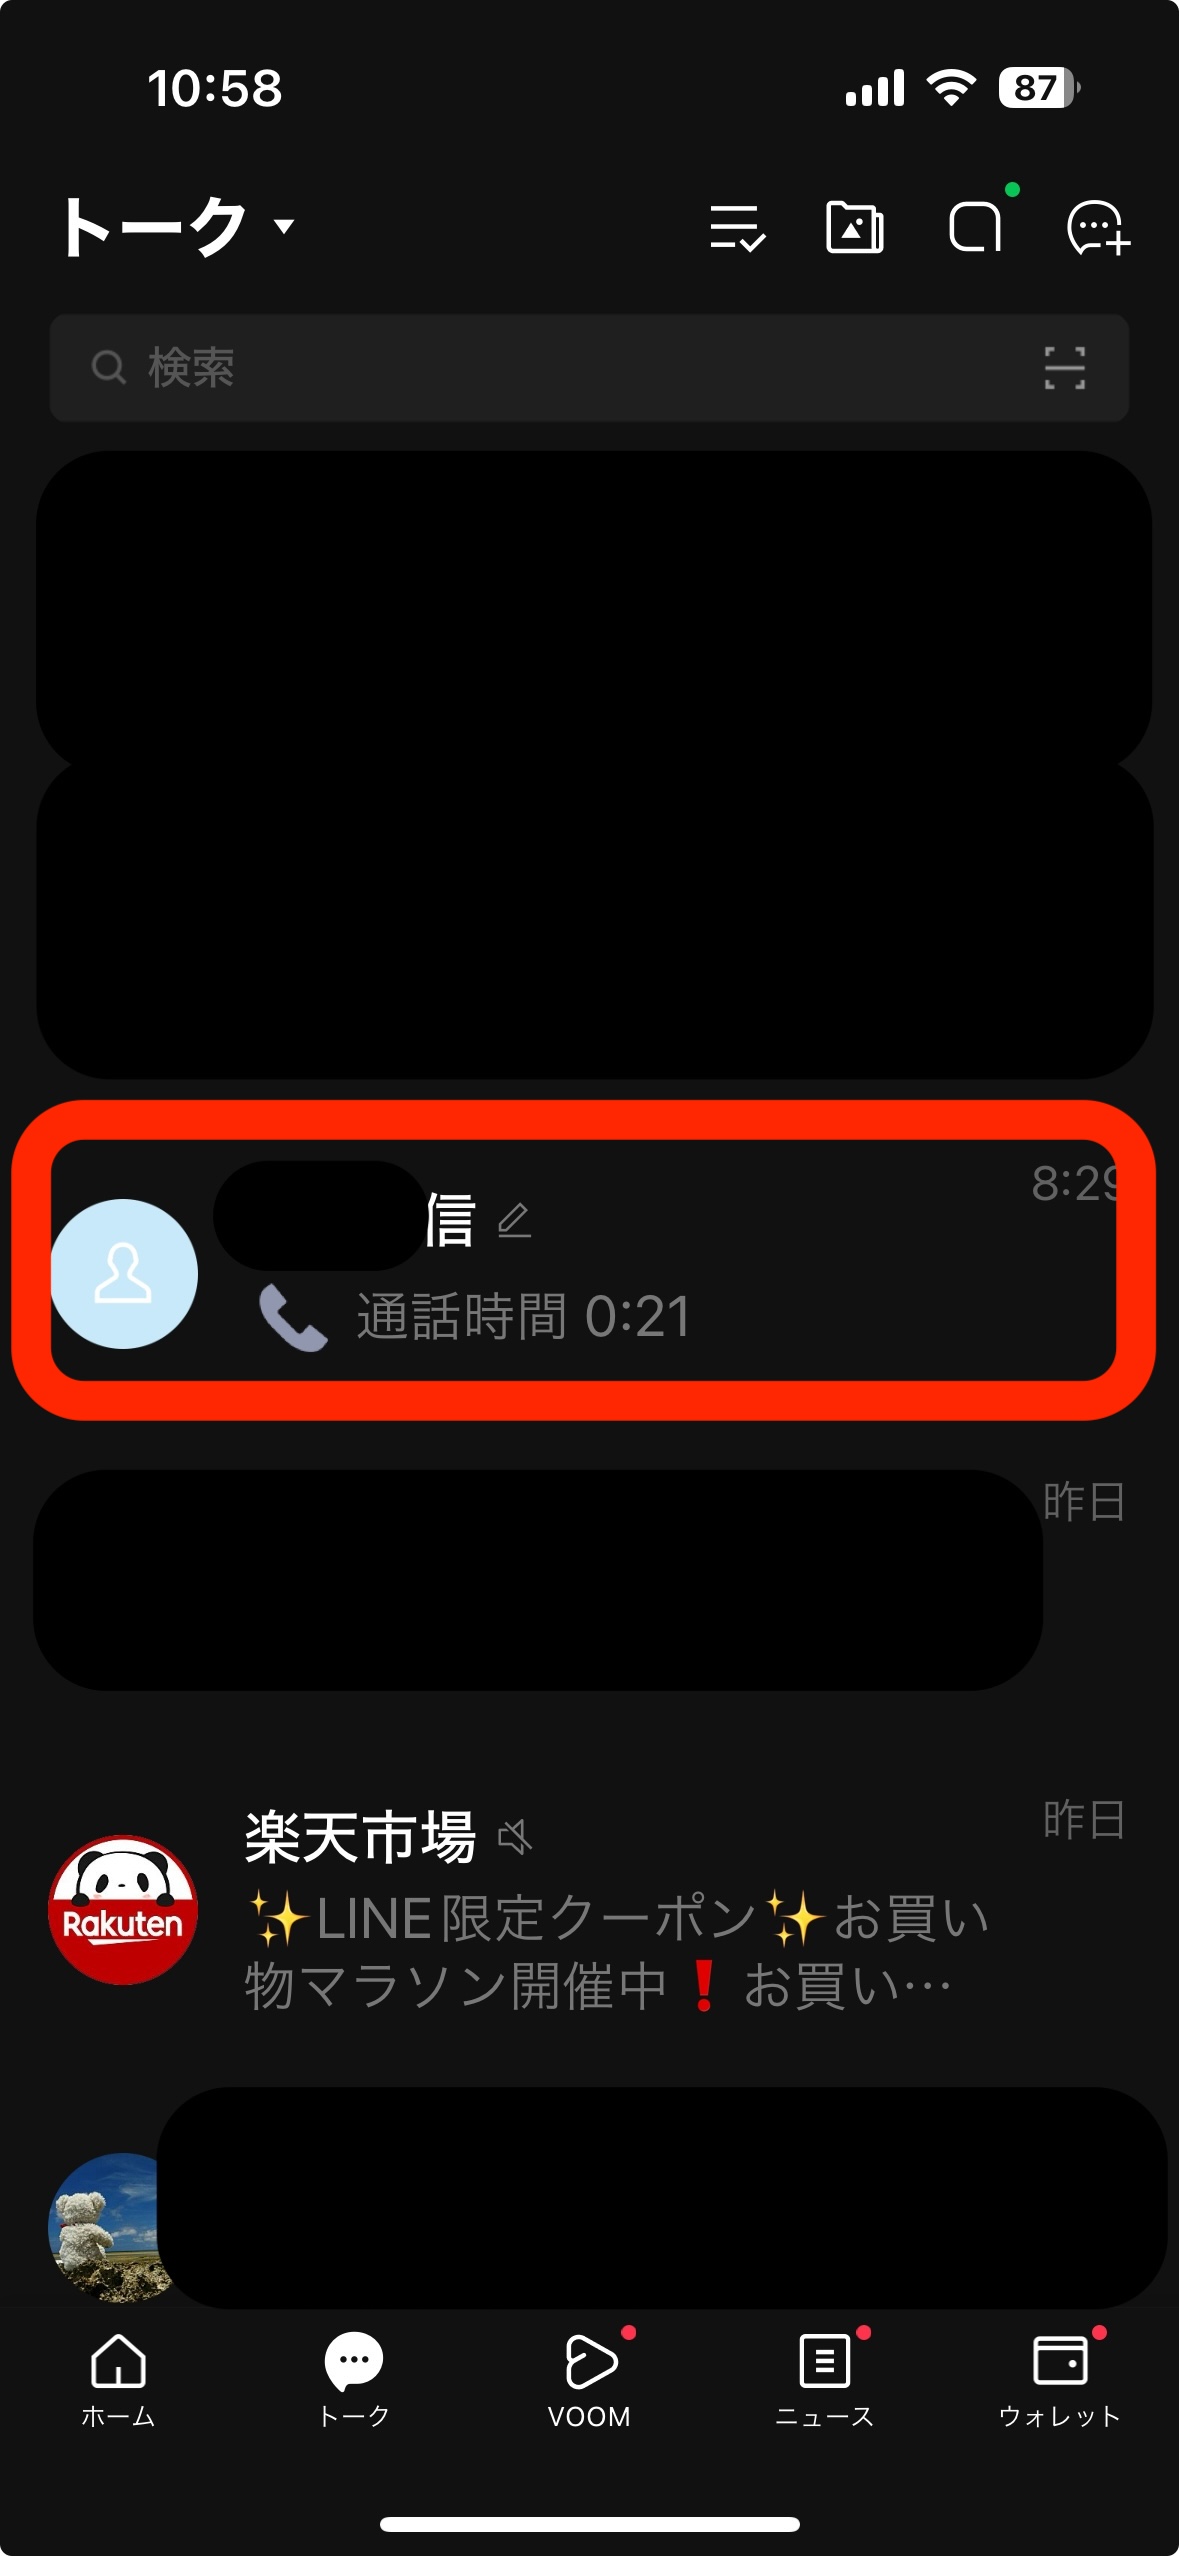 10:58
87
トーク
検索
8:29
信
通話時間 0:21
昨日
楽天市場
昨日
✨LINE限定クーポン✨お買い
物マラソン開催中❗お買い…
Rakuten
ホーム
トーク
VOOM
ニュース
ウォレット